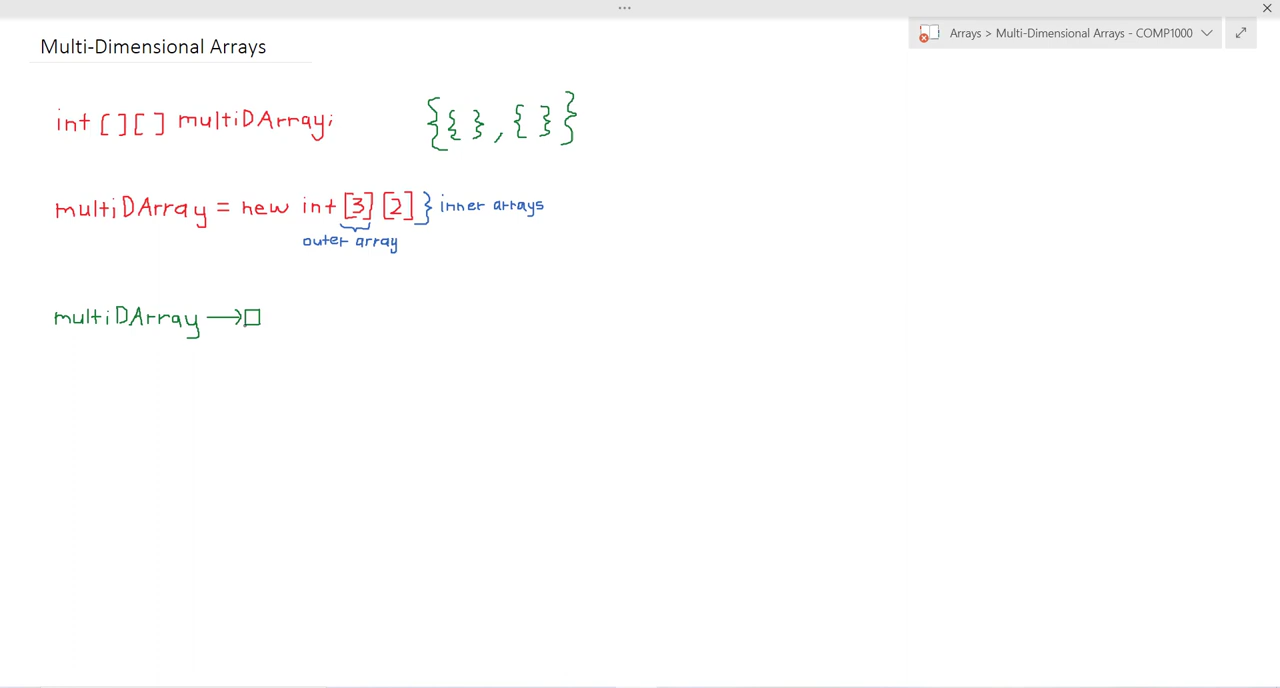 Arrays > Multi-Dimensional Arrays - COMP1000
Multi-Dimensional Arrays
int [ ] [ ] multiDArray;
{{ }, { }}
multiDArray = new int [3] [2] } inner arrays
outer array
multiDArray →□